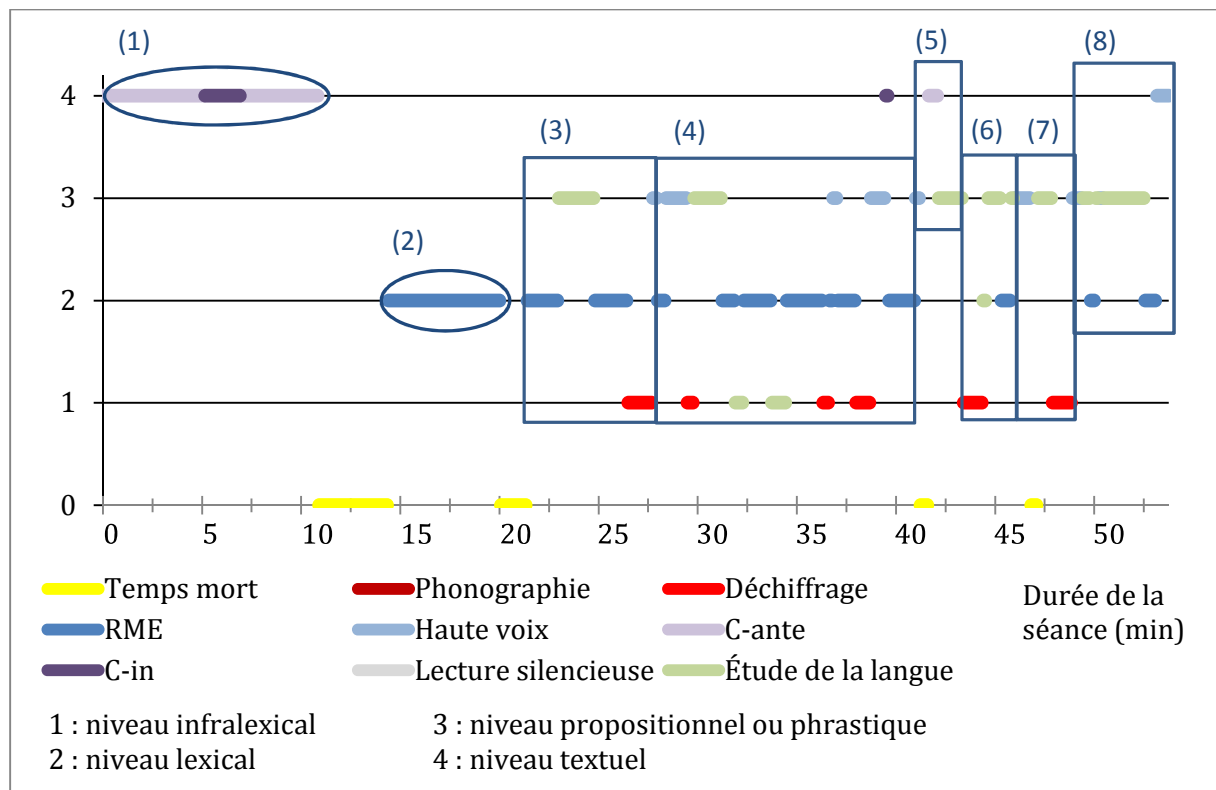 (1)
(5)
(8)
4
(3)
(4)
(6)
(7)
3
(2)
2
1
0
0 5 10 15 20 25 30 35 40 45 50
Temps mort Phonographie Déchiffrage Durée de la
RME Haute voix C-ante séance (min)
C-in Lecture silencieuse Étude de la langue
1 : niveau infralexical 3 : niveau propositionnel ou phrastique
2 : niveau lexical 4 : niveau textuel